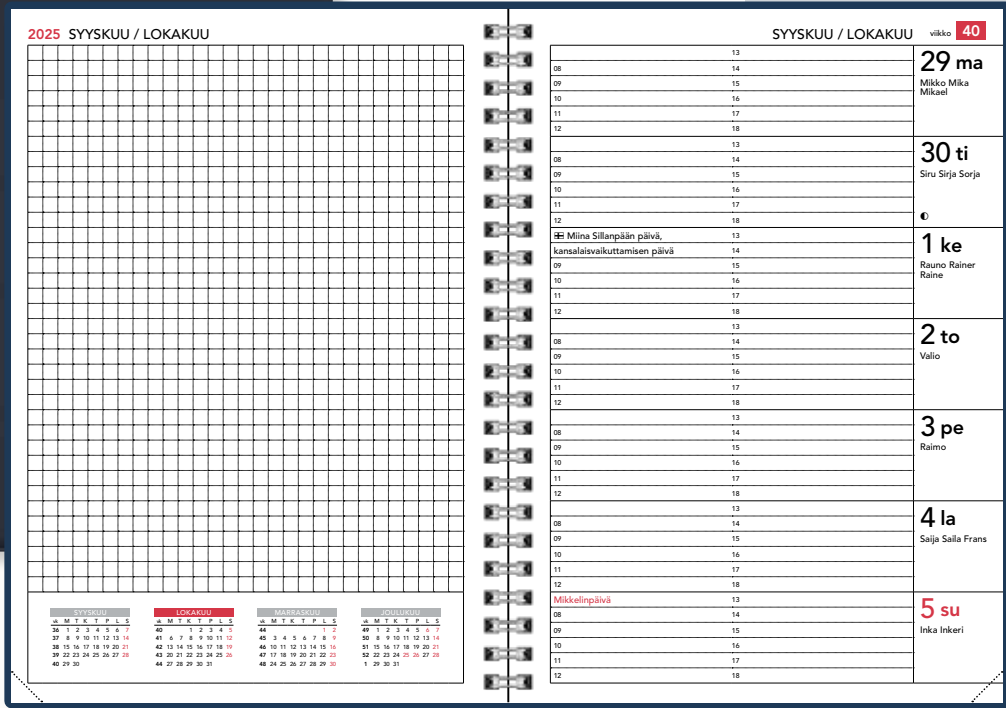 2025 SYYSKUU / LOKAKUU
SYYSKUU
vk M T K T P L S
36 1 2 3 4 5 6 7
37 8 9 10 11 12 13 14
38 15 16 17 18 19 20 21
39 22 23 24 25 26 27 28
40 29 30
LOKAKUU
vk M T K T P L S
40 1 2 3 4 5
41 6 7 8 9 10 11 12
42 13 14 15 16 17 18 19
43 20 21 22 23 24 25 26
44 27 28 29 30 31
MARRASKUU
vk M T K T P L S
44 1 2
45 3 4 5 6 7 8 9
46 10 11 12 13 14 15 16
47 17 18 19 20 21 22 23
48 24 25 26 27 28 29 30
JOULUKUU
vk M T K T P L S
49 1 2 3 4 5 6 7
50 8 9 10 11 12 13 14
51 15 16 17 18 19 20 21
52 22 23 24 25 26 27 28
1 29 30 31
SYYSKUU / LOKAKUU viikko 40
13
08 14
09 15
10 16
11 17
12 18
29 ma
Mikko Mika
Mikael
13
08 14
09 15
10 16
11 17
12 18
30 ti
Siru Sirja Sorja
Miina Sillanpään päivä, 13
kansalaisvaikuttamisen päivä 14
09 15
10 16
11 17
12 18
1 ke
Rauno Rainer
Raine
13
08 14
09 15
10 16
11 17
12 18
2 to
Valio
13
08 14
09 15
10 16
11 17
12 18
3 pe
Raimo
13
08 14
09 15
10 16
11 17
12 18
4 la
Saija Saila Frans
Mikkelinpäivä 13
08 14
09 15
10 16
11 17
12 18
5 su
Inka Inkeri